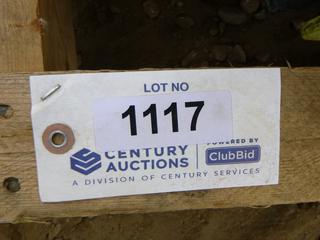 LOT NO
1117
CENTURY
AUCTIONS
POWERED BY
ClubBid
A DIVISION OF CENTURY SERVICES